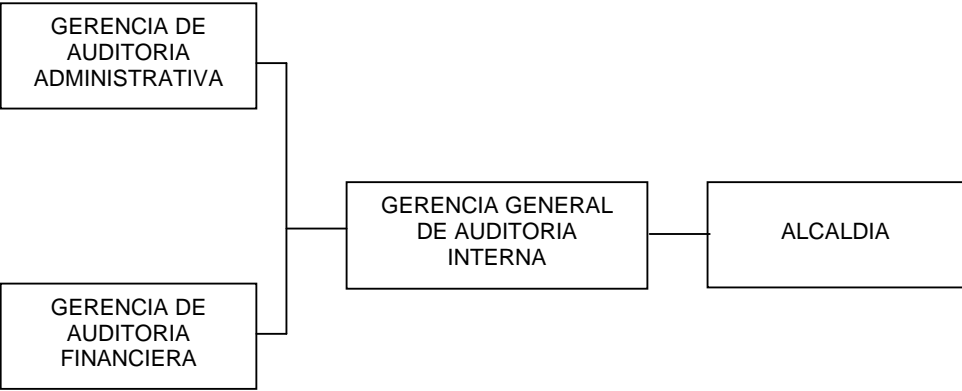 GERENCIA DE
AUDITORIA
ADMINISTRATIVA
GERENCIA GENERAL
DE AUDITORIA
INTERNA
ALCALDIA
GERENCIA DE
AUDITORIA
FINANCIERA